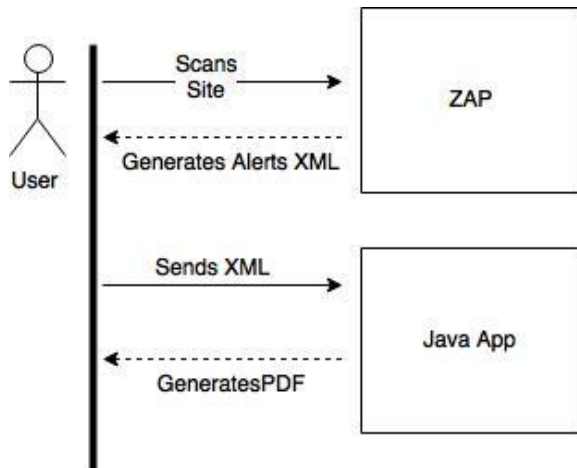 Scans
Site
ZAP
Generates Alerts XML
User
Sends XML
Java App
GeneratesPDF